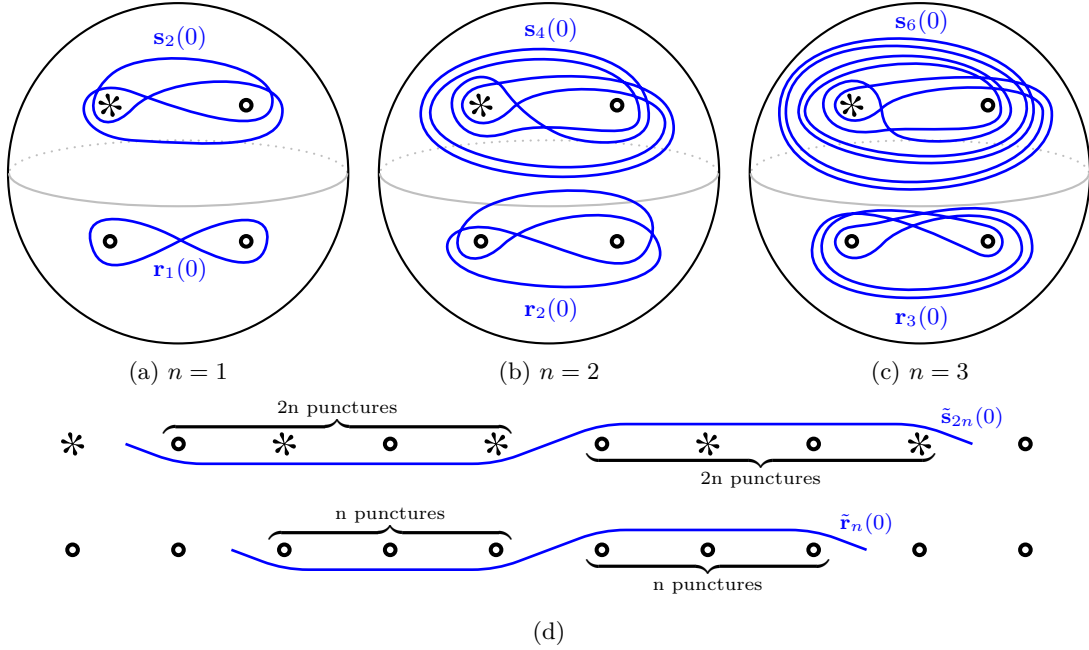 s₂(0) s₄(0) s₆(0)
r₁(0) r₂(0) r₃(0)
(a) n = 1 (b) n = 2 (c) n = 3
2n punctures
s̃₂ₙ(0)
2n punctures
n punctures
r̃ₙ(0)
n punctures
(d)